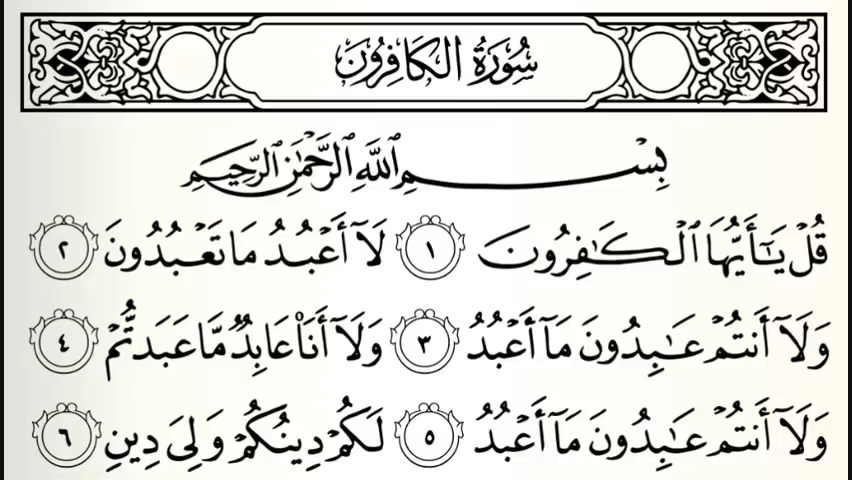 سُورَةُ الكَافِرُونَ
بِسْمِ ٱللَّهِ ٱلرَّحْمَٰنِ ٱلرَّحِيمِ
قُلْ يَـٰٓأَيُّهَا ٱلْكَـٰفِرُونَ ١ لَآ أَعْبُدُ مَا تَعْبُدُونَ ٢
وَلَآ أَنتُمْ عَـٰبِدُونَ مَآ أَعْبُدُ ٣ وَلَآ أَنَا۠ عَابِدٌ مَّا عَبَدتُّمْ ٤
وَلَآ أَنتُمْ عَـٰبِدُونَ مَآ أَعْبُدُ ٥ لَكُمْ دِينُكُمْ وَلِىَ دِينِ ٦